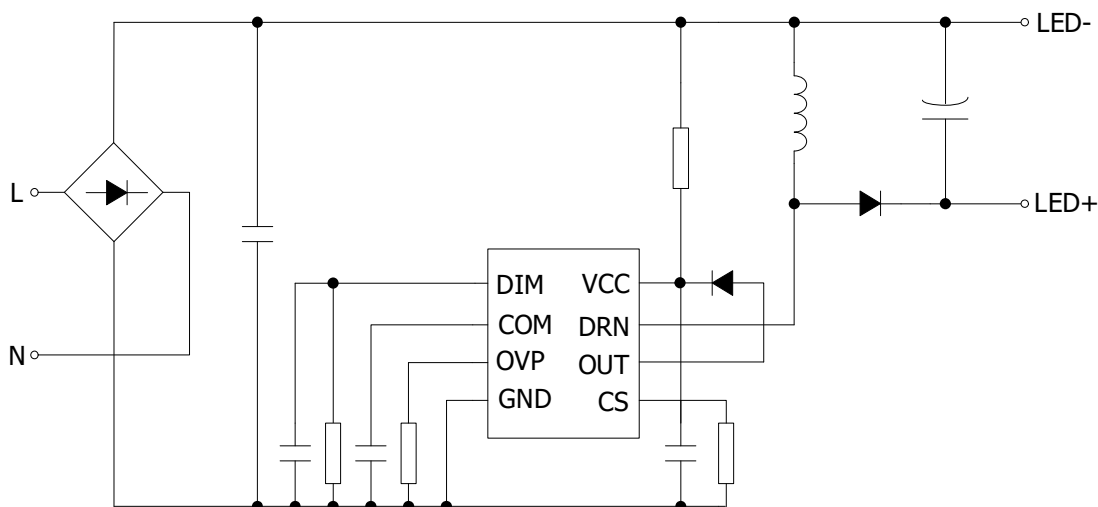 LED-
L
LED+
N
DIM VCC
COM DRN
OVP OUT
GND CS